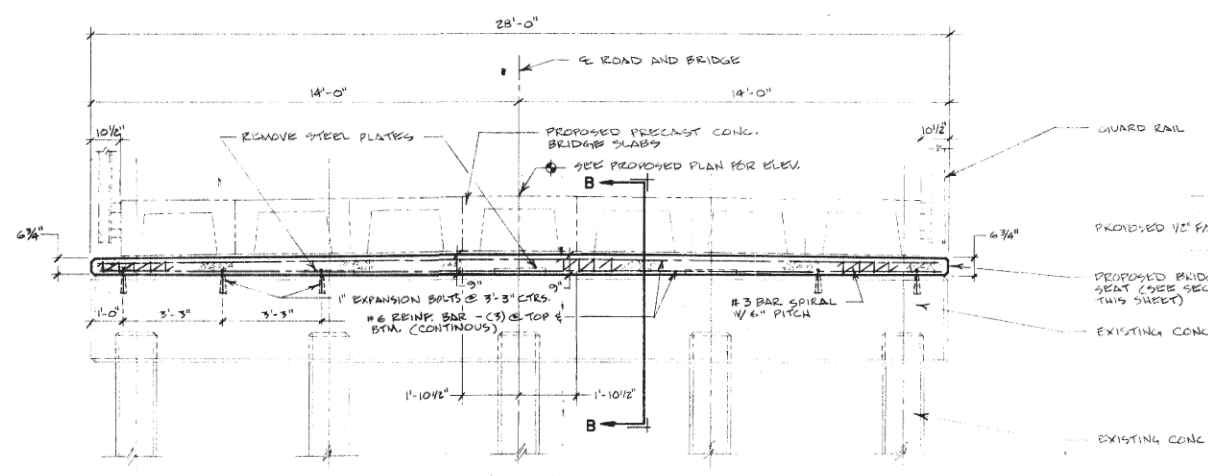 28'-0"
℄ ROAD AND BRIDGE
14'-0"
14'-0"
10½"
REMOVE STEEL PLATES
PROPOSED PRECAST CONC.
BRIDGE SLABS
10½"
GUARD RAIL
SEE PROPOSED PLAN FOR ELEV.
B
6¾"
6¾"
PROPOSED ½" FA
9"
9"
PROPOSED BRIDG
SEAT (SEE SEC
THIS SHEET)
1" EXPANSION BOLTS @ 3'-3" CTRS.
#3 BAR SPIRAL
W/ 6" PITCH
1'-0"
3'-3"
3'-3"
#6 REINF. BAR - (3) @ TOP &
BTM. (CONTINOUS)
EXISTING CONC
1'-10½"
1'-10½"
B
EXISTING CONC